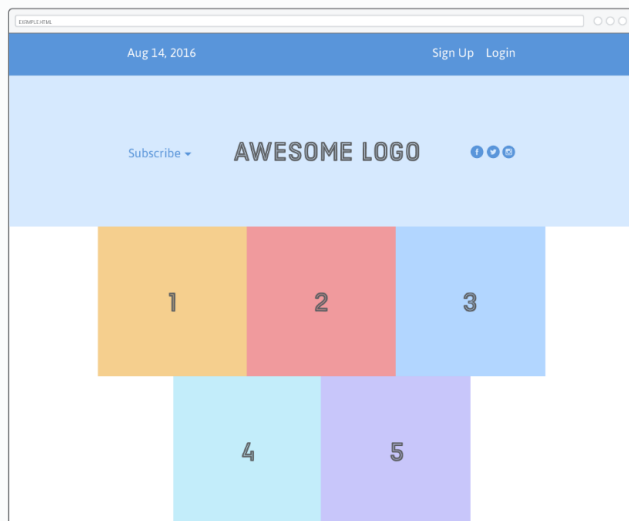 EXAMPLE.HTML
Aug 14, 2016 Sign Up Login
Subscribe AWESOME LOGO
1 2 3
4 5